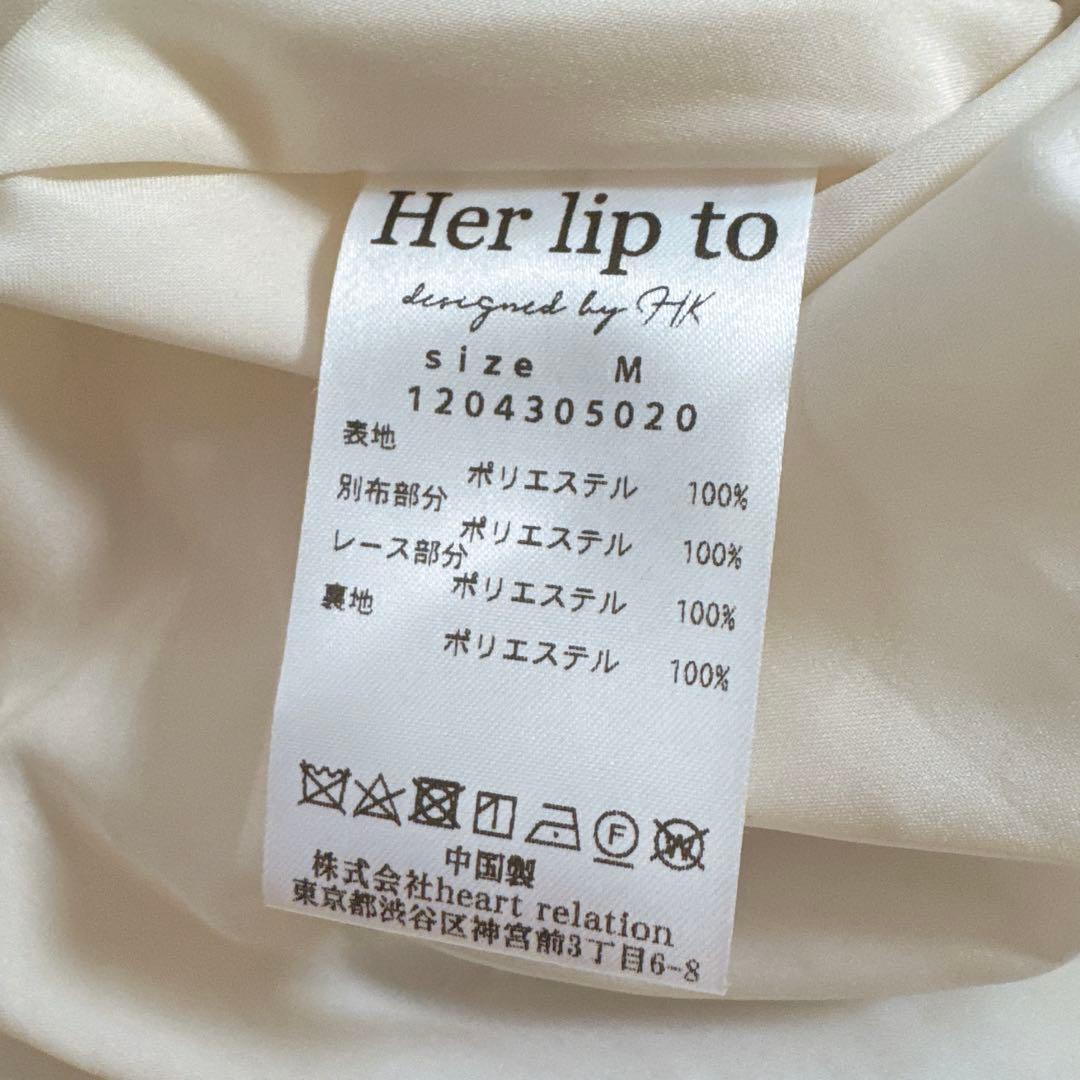 Her lip to
designed by HK
size M
1204305020
表地
ポリエステル 100%
別布部分
ポリエステル 100%
レース部分
ポリエステル 100%
裏地
ポリエステル 100%
F
W
中国製
株式会社heart relation
東京都渋谷区神宮前3丁目6-8